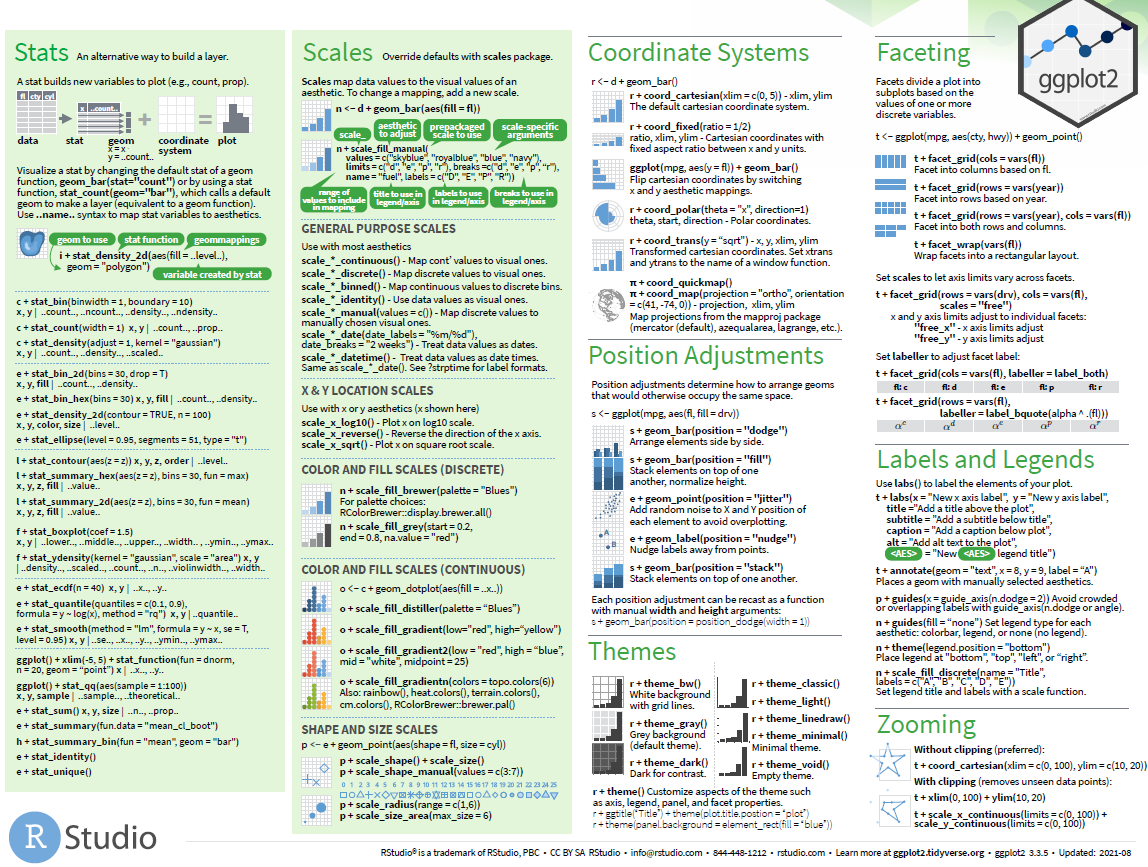 Stats An alternative way to build a layer.
A stat builds new variables to plot (e.g., count, prop).
fl cty cyl
x ..count..
+ =
data stat geom coordinate plot
x = x · system
y = ..count..
Visualize a stat by changing the default stat of a geom
function, geom_bar(stat="count") or by using a stat
function, stat_count(geom="bar"), which calls a default
geom to make a layer (equivalent to a geom function).
Use ..name.. syntax to map stat variables to aesthetics.
geom to use stat function geommappings
i + stat_density_2d(aes(fill = ..level..),
geom = "polygon")
variable created by stat
c + stat_bin(binwidth = 1, boundary = 10)
x, y | ..count.., ..ncount.., ..density.., ..ndensity..
c + stat_count(width = 1) x, y | ..count.., ..prop..
c + stat_density(adjust = 1, kernel = "gaussian")
x, y | ..count.., ..density.., ..scaled..
e + stat_bin_2d(bins = 30, drop = T)
x, y, fill | ..count.., ..density..
e + stat_bin_hex(bins = 30) x, y, fill | ..count.., ..density..
e + stat_density_2d(contour = TRUE, n = 100)
x, y, color, size | ..level..
e + stat_ellipse(level = 0.95, segments = 51, type = "t")
l + stat_contour(aes(z = z)) x, y, z, order | ..level..
l + stat_summary_hex(aes(z = z), bins = 30, fun = max)
x, y, z, fill | ..value..
l + stat_summary_2d(aes(z = z), bins = 30, fun = mean)
x, y, z, fill | ..value..
f + stat_boxplot(coef = 1.5)
x, y | ..lower.., ..middle.., ..upper.., ..width.. , ..ymin.., ..ymax..
f + stat_ydensity(kernel = "gaussian", scale = "area") x, y
| ..density.., ..scaled.., ..count.., ..n.., ..violinwidth.., ..width..
e + stat_ecdf(n = 40) x, y | ..x.., ..y..
e + stat_quantile(quantiles = c(0.1, 0.9),
formula = y ~ log(x), method = "rq") x, y | ..quantile..
e + stat_smooth(method = "lm", formula = y ~ x, se = T,
level = 0.95) x, y | ..se.., ..x.., ..y.., ..ymin.., ..ymax..
ggplot() + xlim(-5, 5) + stat_function(fun = dnorm,
n = 20, geom = “point”) x | ..x.., ..y..
ggplot() + stat_qq(aes(sample = 1:100))
x, y, sample | ..sample.., ..theoretical..
e + stat_sum() x, y, size | ..n.., ..prop..
e + stat_summary(fun.data = "mean_cl_boot")
h + stat_summary_bin(fun = "mean", geom = "bar")
e + stat_identity()
e + stat_unique()
Scales Override defaults with scales package.
Scales map data values to the visual values of an
aesthetic. To change a mapping, add a new scale.
n <- d + geom_bar(aes(fill = fl))
scale_ aesthetic to adjust prepackaged scale to use scale-specific arguments
n + scale_fill_manual(
values = c("skyblue", "royalblue", "blue", "navy"),
limits = c("d", "e", "p", "r"), breaks =c("d", "e", "p", “r"),
name = "fuel", labels = c("D", "E", "P", "R"))
range of values to include in mapping title to use in legend/axis labels to use in legend/axis breaks to use in legend/axis
GENERAL PURPOSE SCALES
Use with most aesthetics
scale_*_continuous() - Map cont’ values to visual ones.
scale_*_discrete() - Map discrete values to visual ones.
scale_*_binned() - Map continuous values to discrete bins.
scale_*_identity() - Use data values as visual ones.
scale_*_manual(values = c()) - Map discrete values to
manually chosen visual ones.
scale_*_date(date_labels = "%m/%d"),
date_breaks = "2 weeks") - Treat data values as dates.
scale_*_datetime() - Treat data values as date times.
Same as scale_*_date(). See ?strptime for label formats.
X & Y LOCATION SCALES
Use with x or y aesthetics (x shown here)
scale_x_log10() - Plot x on log10 scale.
scale_x_reverse() - Reverse the direction of the x axis.
scale_x_sqrt() - Plot x on square root scale.
COLOR AND FILL SCALES (DISCRETE)
n + scale_fill_brewer(palette = "Blues")
For palette choices:
RColorBrewer::display.brewer.all()
n + scale_fill_grey(start = 0.2,
end = 0.8, na.value = "red")
COLOR AND FILL SCALES (CONTINUOUS)
o <- c + geom_dotplot(aes(fill = ..x..))
o + scale_fill_distiller(palette = “Blues”)
o + scale_fill_gradient(low="red", high=“yellow”)
o + scale_fill_gradient2(low = "red", high = “blue”,
mid = "white", midpoint = 25)
o + scale_fill_gradientn(colors = topo.colors(6))
Also: rainbow(), heat.colors(), terrain.colors(),
cm.colors(), RColorBrewer::brewer.pal()
SHAPE AND SIZE SCALES
p <- e + geom_point(aes(shape = fl, size = cyl))
p + scale_shape() + scale_size()
p + scale_shape_manual(values = c(3:7))
0 1 2 3 4 5 6 7 8 9 10 11 12 13 14 15 16 17 18 19 20 21 22 23 24 25
p + scale_radius(range = c(1,6))
p + scale_size_area(max_size = 6)
Coordinate Systems
r <- d + geom_bar()
r + coord_cartesian(xlim = c(0, 5)) - xlim, ylim
The default cartesian coordinate system.
r + coord_fixed(ratio = 1/2)
ratio, xlim, ylim - Cartesian coordinates with
fixed aspect ratio between x and y units.
ggplot(mpg, aes(y = fl)) + geom_bar()
Flip cartesian coordinates by switching
x and y aesthetic mappings.
r + coord_polar(theta = "x", direction=1)
theta, start, direction - Polar coordinates.
r + coord_trans(y = “sqrt") - x, y, xlim, ylim
Transformed cartesian coordinates. Set xtrans
and ytrans to the name of a window function.
π + coord_quickmap()
π + coord_map(projection = "ortho", orientation
= c(41, -74, 0)) - projection, xlim, ylim
Map projections from the mapproj package
(mercator (default), azequalarea, lagrange, etc.).
Position Adjustments
Position adjustments determine how to arrange geoms
that would otherwise occupy the same space.
s <- ggplot(mpg, aes(fl, fill = drv))
s + geom_bar(position = "dodge")
Arrange elements side by side.
s + geom_bar(position = "fill")
Stack elements on top of one
another, normalize height.
e + geom_point(position = "jitter")
Add random noise to X and Y position of
each element to avoid overplotting.
A
B
e + geom_label(position = "nudge")
Nudge labels away from points.
s + geom_bar(position = "stack")
Stack elements on top of one another.
Each position adjustment can be recast as a function
with manual width and height arguments:
s + geom_bar(position = position_dodge(width = 1))
Themes
r + theme_bw()
White background
with grid lines.
r + theme_gray()
Grey background
(default theme).
r + theme_dark()
Dark for contrast.
r + theme_classic()
r + theme_light()
r + theme_linedraw()
r + theme_minimal()
Minimal theme.
r + theme_void()
Empty theme.
r + theme() Customize aspects of the theme such
as axis, legend, panel, and facet properties.
r + ggtitle(“Title”) + theme(plot.title.postion = “plot”)
r + theme(panel.background = element_rect(fill = “blue”))
Faceting
ggplot2
Facets divide a plot into
subplots based on the
values of one or more
discrete variables.
t <- ggplot(mpg, aes(cty, hwy)) + geom_point()
t + facet_grid(cols = vars(fl))
Facet into columns based on fl.
t + facet_grid(rows = vars(year))
Facet into rows based on year.
t + facet_grid(rows = vars(year), cols = vars(fl))
Facet into both rows and columns.
t + facet_wrap(vars(fl))
Wrap facets into a rectangular layout.
Set scales to let axis limits vary across facets.
t + facet_grid(rows = vars(drv), cols = vars(fl),
scales = "free")
x and y axis limits adjust to individual facets:
"free_x" - x axis limits adjust
"free_y" - y axis limits adjust
Set labeller to adjust facet label:
t + facet_grid(cols = vars(fl), labeller = label_both)
fl: c fl: d fl: e fl: p fl: r
t + facet_grid(rows = vars(fl),
labeller = label_bquote(alpha ^ .(fl)))
αᶜ αᵈ αᵉ αᵖ αʳ
Labels and Legends
Use labs() to label the elements of your plot.
t + labs(x = "New x axis label", y = "New y axis label",
title ="Add a title above the plot",
subtitle = "Add a subtitle below title",
caption = "Add a caption below plot",
alt = "Add alt text to the plot",
<AES> = "New <AES> legend title")
t + annotate(geom = "text", x = 8, y = 9, label = “A")
Places a geom with manually selected aesthetics.
p + guides(x = guide_axis(n.dodge = 2)) Avoid crowded
or overlapping labels with guide_axis(n.dodge or angle).
n + guides(fill = “none”) Set legend type for each
aesthetic: colorbar, legend, or none (no legend).
n + theme(legend.position = "bottom")
Place legend at "bottom", "top", "left", or “right”.
n + scale_fill_discrete(name = "Title",
labels = c("A", "B", "C", "D", "E"))
Set legend title and labels with a scale function.
Zooming
Without clipping (preferred):
t + coord_cartesian(xlim = c(0, 100), ylim = c(10, 20))
With clipping (removes unseen data points):
t + xlim(0, 100) + ylim(10, 20)
t + scale_x_continuous(limits = c(0, 100)) +
scale_y_continuous(limits = c(0, 100))
R Studio
RStudio® is a trademark of RStudio, PBC • CC BY SA RStudio • info@rstudio.com • 844-448-1212 • rstudio.com • Learn more at ggplot2.tidyverse.org • ggplot2 3.3.5 • Updated: 2021-08